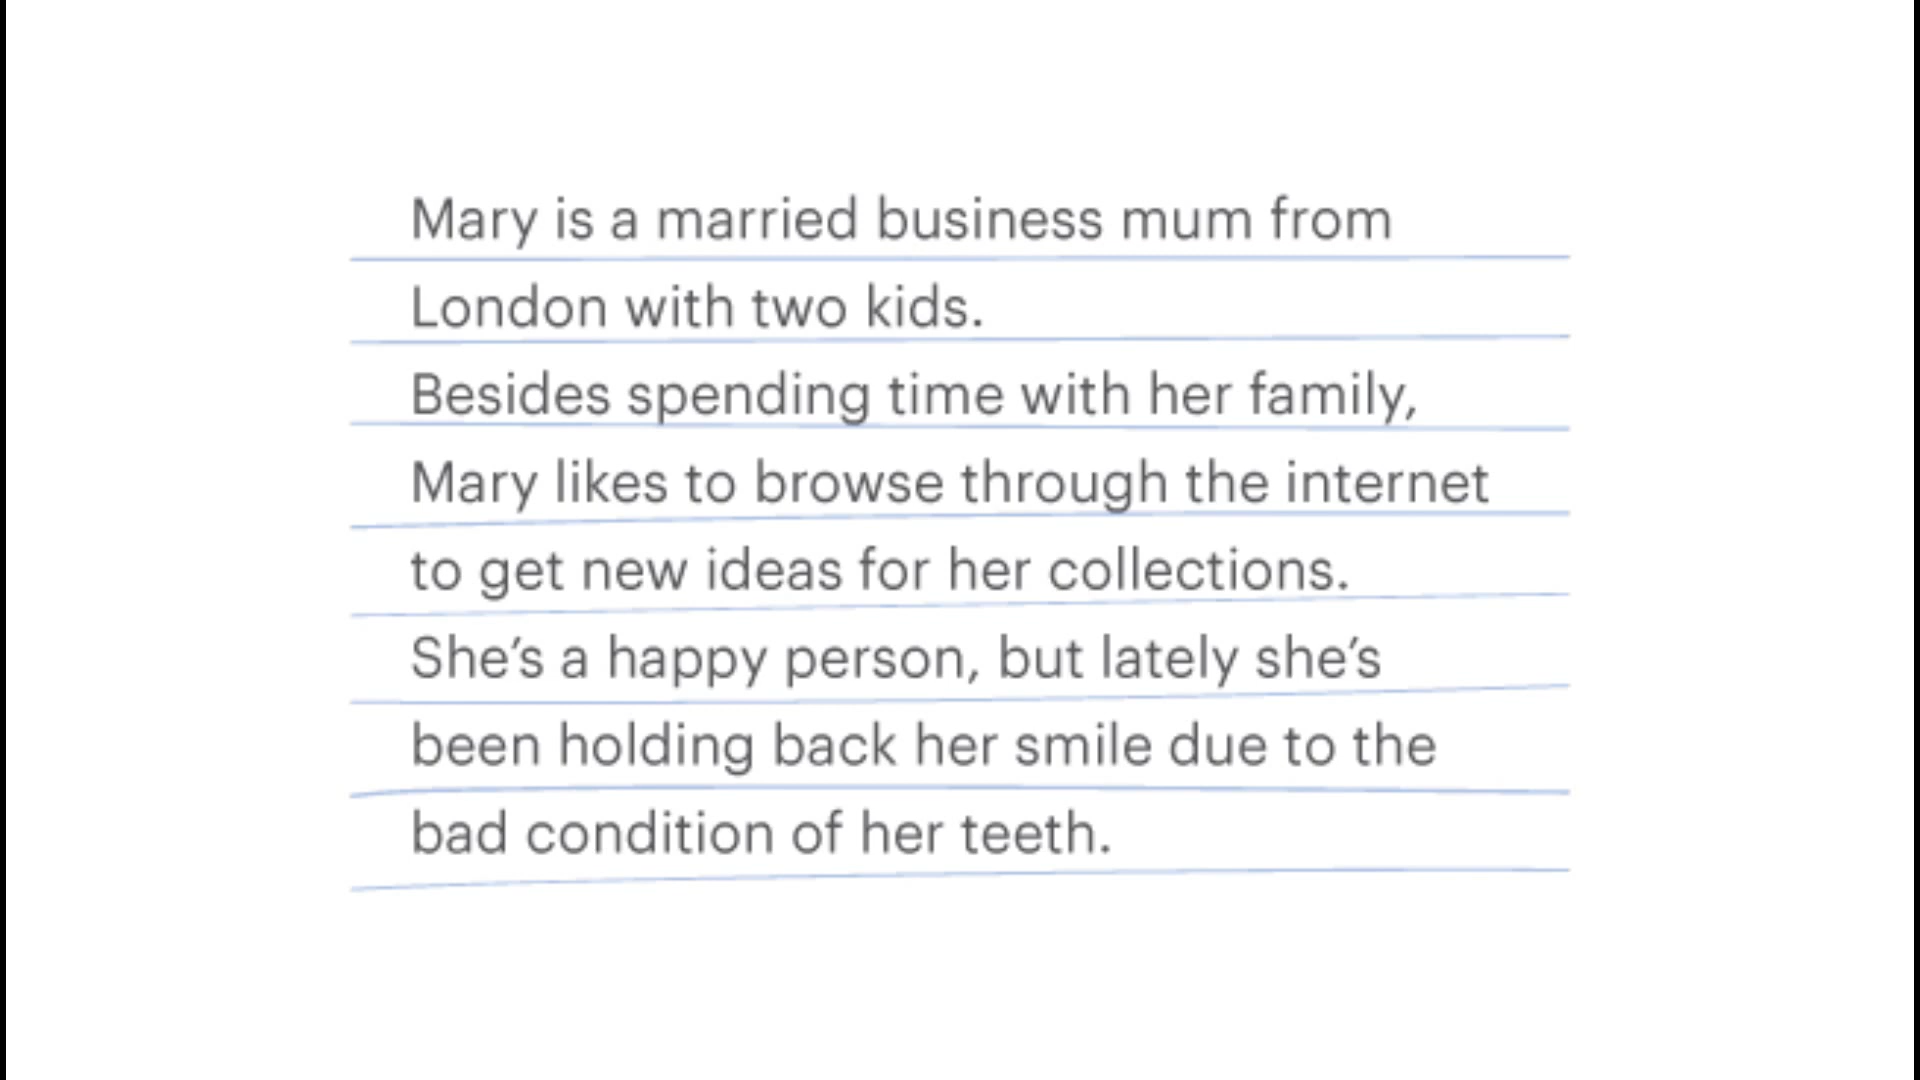 Mary is a married business mum from
London with two kids.
Besides spending time with her family,
Mary likes to browse through the internet
to get new ideas for her collections.
She’s a happy person, but lately she’s
been holding back her smile due to the
bad condition of her teeth.